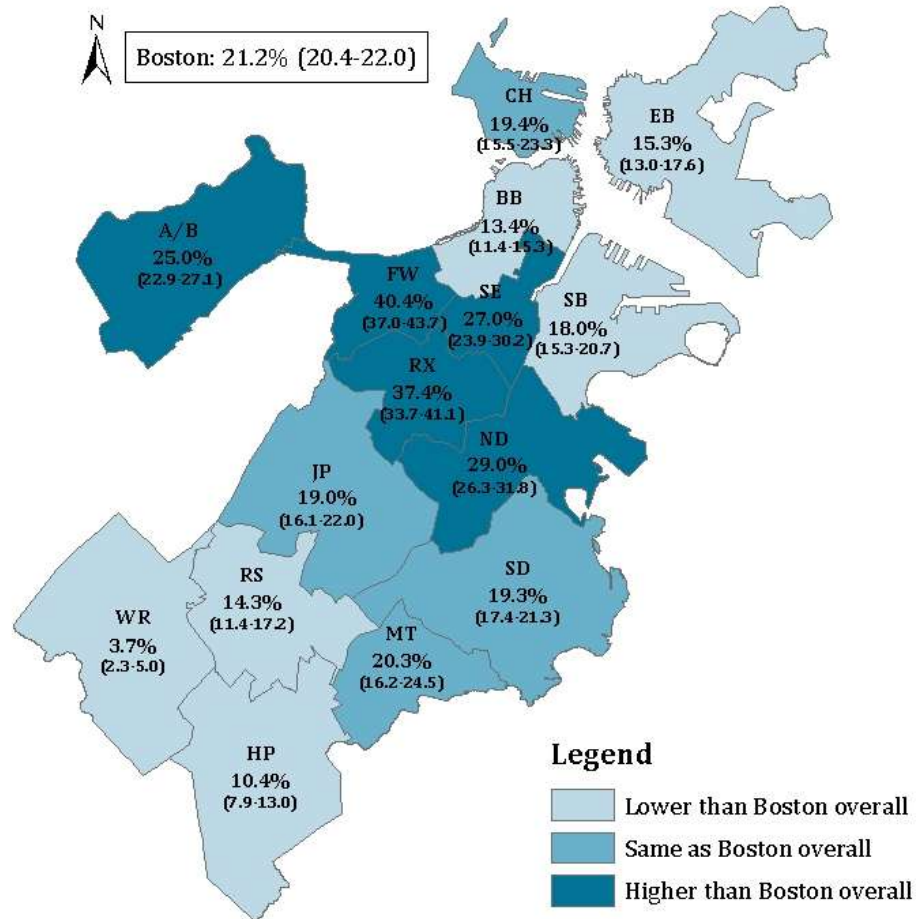 N
Boston: 21.2% (20.4-22.0)
CH
19.4%
(15.5-23.3)
EB
15.3%
(13.0-17.6)
BB
13.4%
(11.4-15.3)
A/B
25.0%
(22.9-27.1)
FW
40.4%
(37.0-43.7)
SE
27.0%
(23.9-30.2)
SB
18.0%
(15.3-20.7)
RX
37.4%
(33.7-41.1)
ND
29.0%
(26.3-31.8)
JP
19.0%
(16.1-22.0)
SD
19.3%
(17.4-21.3)
RS
14.3%
(11.4-17.2)
WR
3.7%
(2.3-5.0)
MT
20.3%
(16.2-24.5)
HP
10.4%
(7.9-13.0)
Legend
Lower than Boston overall
Same as Boston overall
Higher than Boston overall